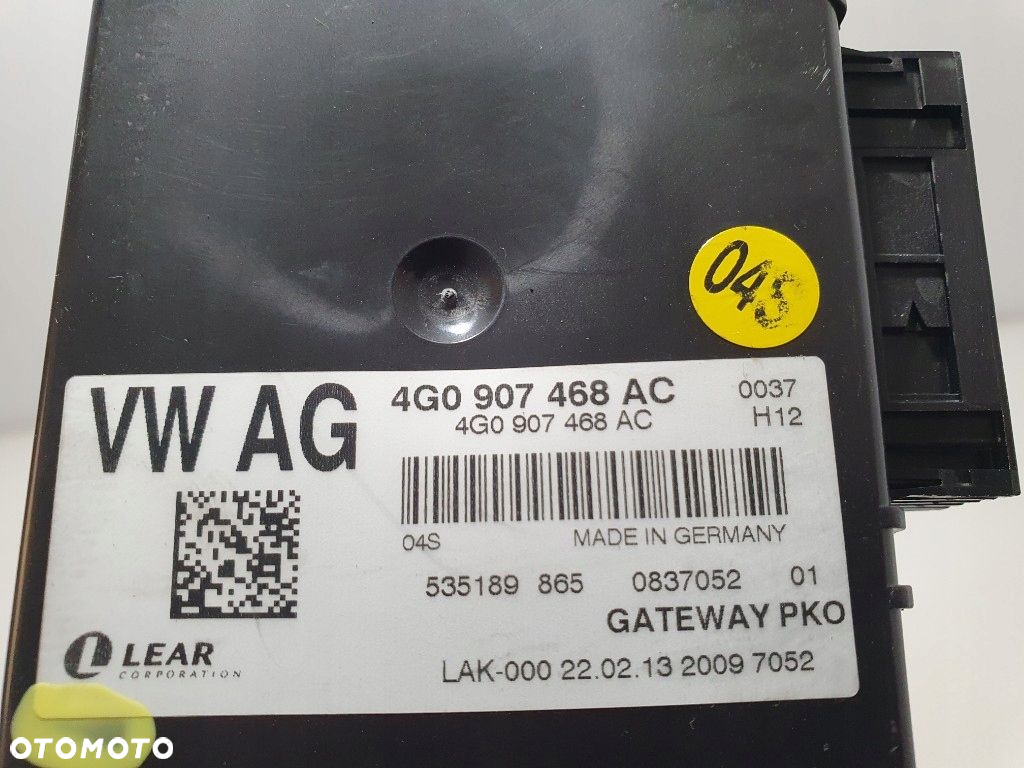 04S
VW AG
4G0 907 468 AC
0037
4G0 907 468 AC
H12
04S
MADE IN GERMANY
535189 865
0837052
01
GATEWAY PKO
LEAR
CORPORATION
LAK-000 22.02.13 2009 7052
OTOMOTO